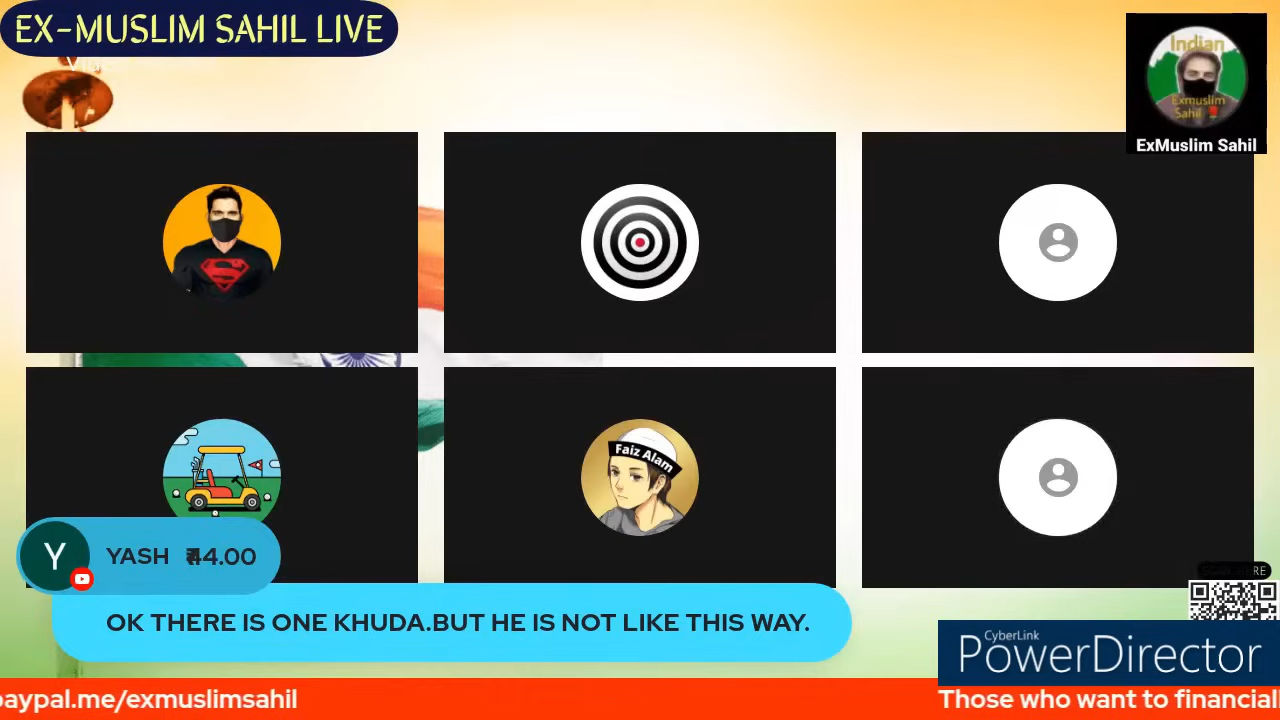 EX-MUSLIM SAHIL LIVE
Indian
Exmuslim
Sahil
ExMuslim Sahil
Faiz Alam
Y
YASH 44.00
OK THERE IS ONE KHUDA.BUT HE IS NOT LIKE THIS WAY.
CyberLink
PowerDirector
paypal.me/exmuslimsahil
Those who want to financiall